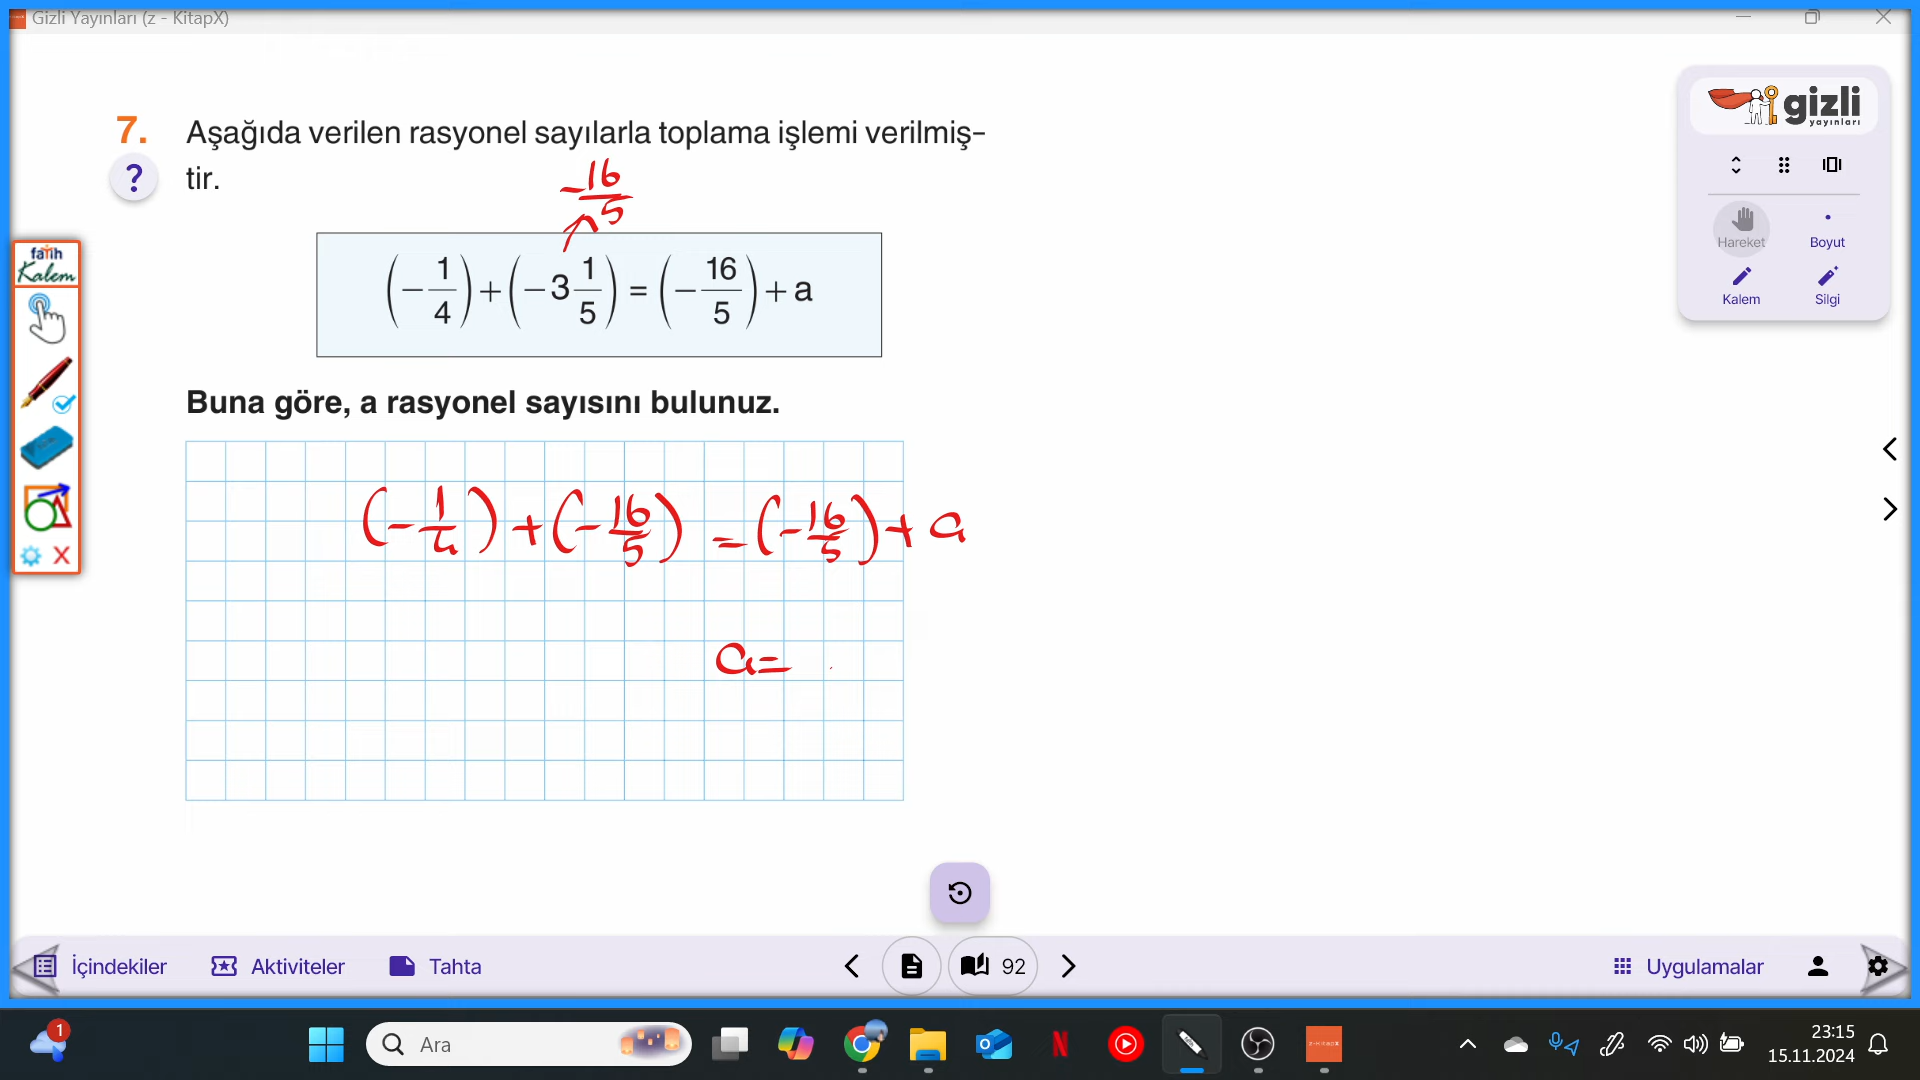 Gizli Yayınları (z - KitapX)
gizli
yayınları
7. Aşağıda verilen rasyonel sayılarla toplama işlemi verilmiş-
?
tir.
-16/5
(-1/4) + (-3 1/5) = (-16/5) + a
Buna göre, a rasyonel sayısını bulunuz.
(-1/4) + (-16/5) = (-16/5) + a
a=
fatih
Kalem
Hareket
Boyut
Kalem
Silgi
İçindekiler
Aktiviteler
Tahta
92
Uygulamalar
1
Ara
23:15
15.11.2024